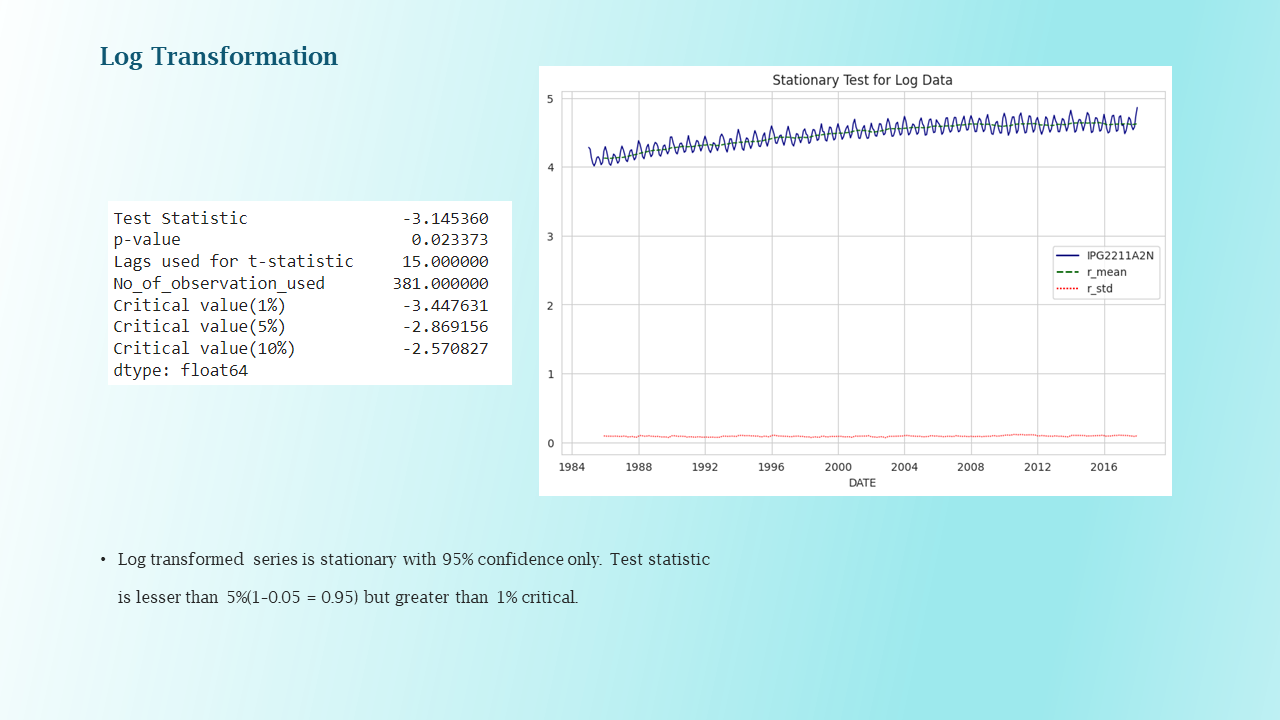 Log Transformation
Test Statistic -3.145360
p-value 0.023373
Lags used for t-statistic 15.000000
No_of_observation_used 381.000000
Critical value(1%) -3.447631
Critical value(5%) -2.869156
Critical value(10%) -2.570827
dtype: float64
Stationary Test for Log Data
5
4
3
2
1
0
IPG2211A2N
r_mean
r_std
1984 1988 1992 1996 2000 2004 2008 2012 2016
DATE
• Log transformed series is stationary with 95% confidence only. Test statistic
is lesser than 5%(1-0.05 = 0.95) but greater than 1% critical.